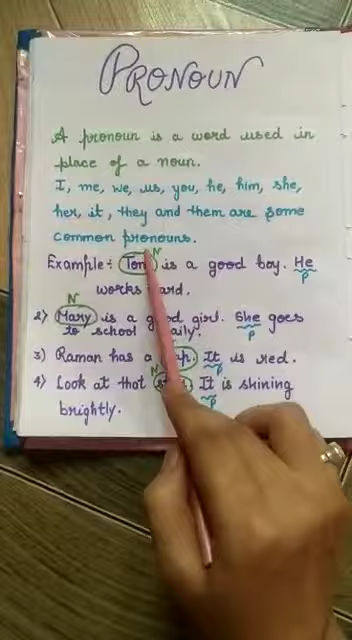 PRONOUN
A pronoun is a word used in
place of a noun.
I, me, we, us, you, he, him, she,
her, it, they and them are some
common pronouns.
N
Example:- Tom is a good boy. He
P
works hard.
N
2) Mary is a good girl. She goes
P
to school daily.
3) Raman has a cap. It is red.
P
N
4) Look at that It is shining
P
brightly.